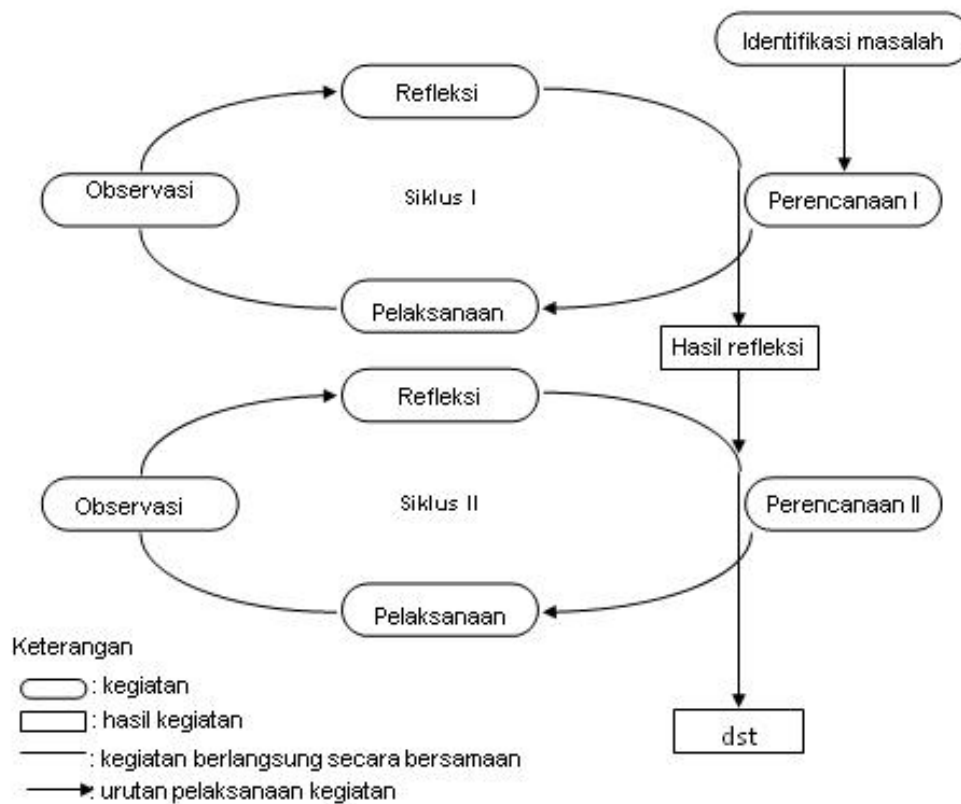 Identifikasi masalah
Refleksi
Observasi
Siklus I
Perencanaan I
Pelaksanaan
Hasil refleksi
Refleksi
Observasi
Siklus II
Perencanaan II
Pelaksanaan
Keterangan
: kegiatan
: hasil kegiatan
dst
: kegiatan berlangsung secara bersamaan
: urutan pelaksanaan kegiatan